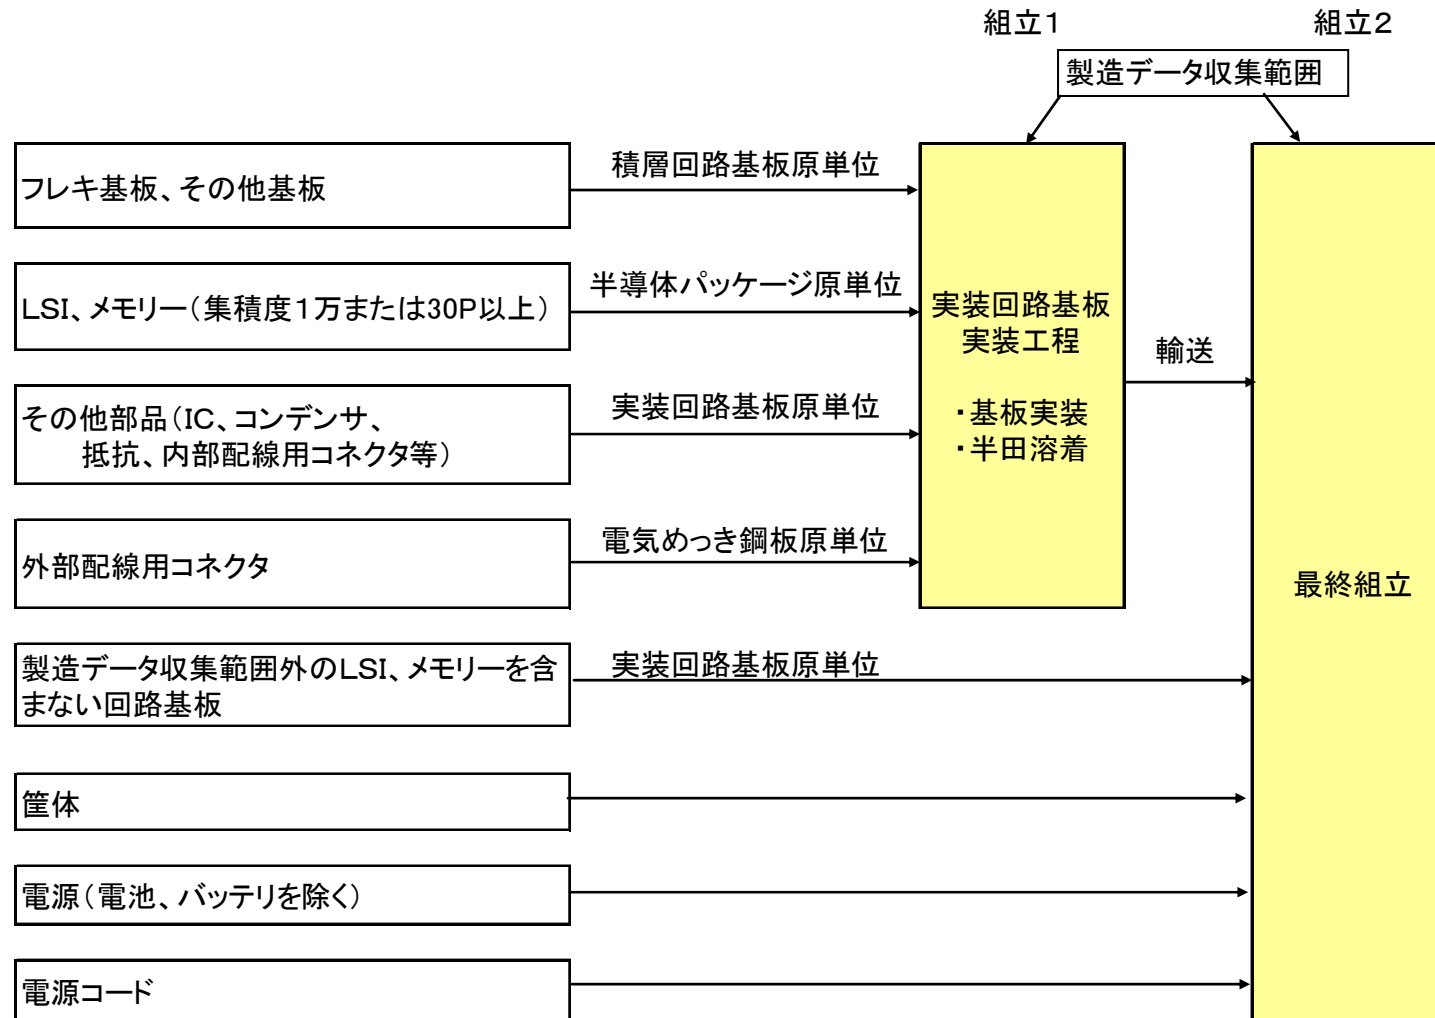 組立1
組立2
製造データ収集範囲
フレキ基板、その他基板
積層回路基板原単位
LSI、メモリー(集積度1万または30P以上)
半導体パッケージ原単位
その他部品(IC、コンデンサ、
抵抗、内部配線用コネクタ等)
実装回路基板原単位
外部配線用コネクタ
電気めっき鋼板原単位
実装回路基板
実装工程
・基板実装
・半田溶着
輸送
最終組立
製造データ収集範囲外のLSI、メモリーを含
まない回路基板
実装回路基板原単位
筐体
電源(電池、バッテリを除く)
電源コード